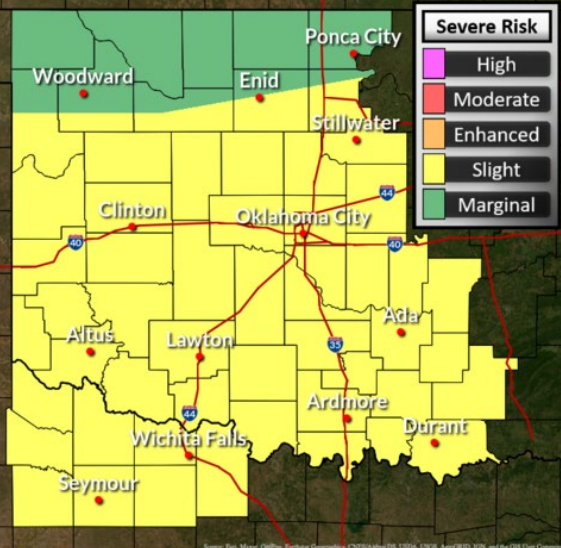 Severe Risk
High
Moderate
Enhanced
Slight
Marginal
Ponca City
Woodward
Enid
Stillwater
44
Clinton
Oklahoma City
40
40
Ada
Altus
Lawton
35
Ardmore
44
Durant
Wichita Falls
Seymour